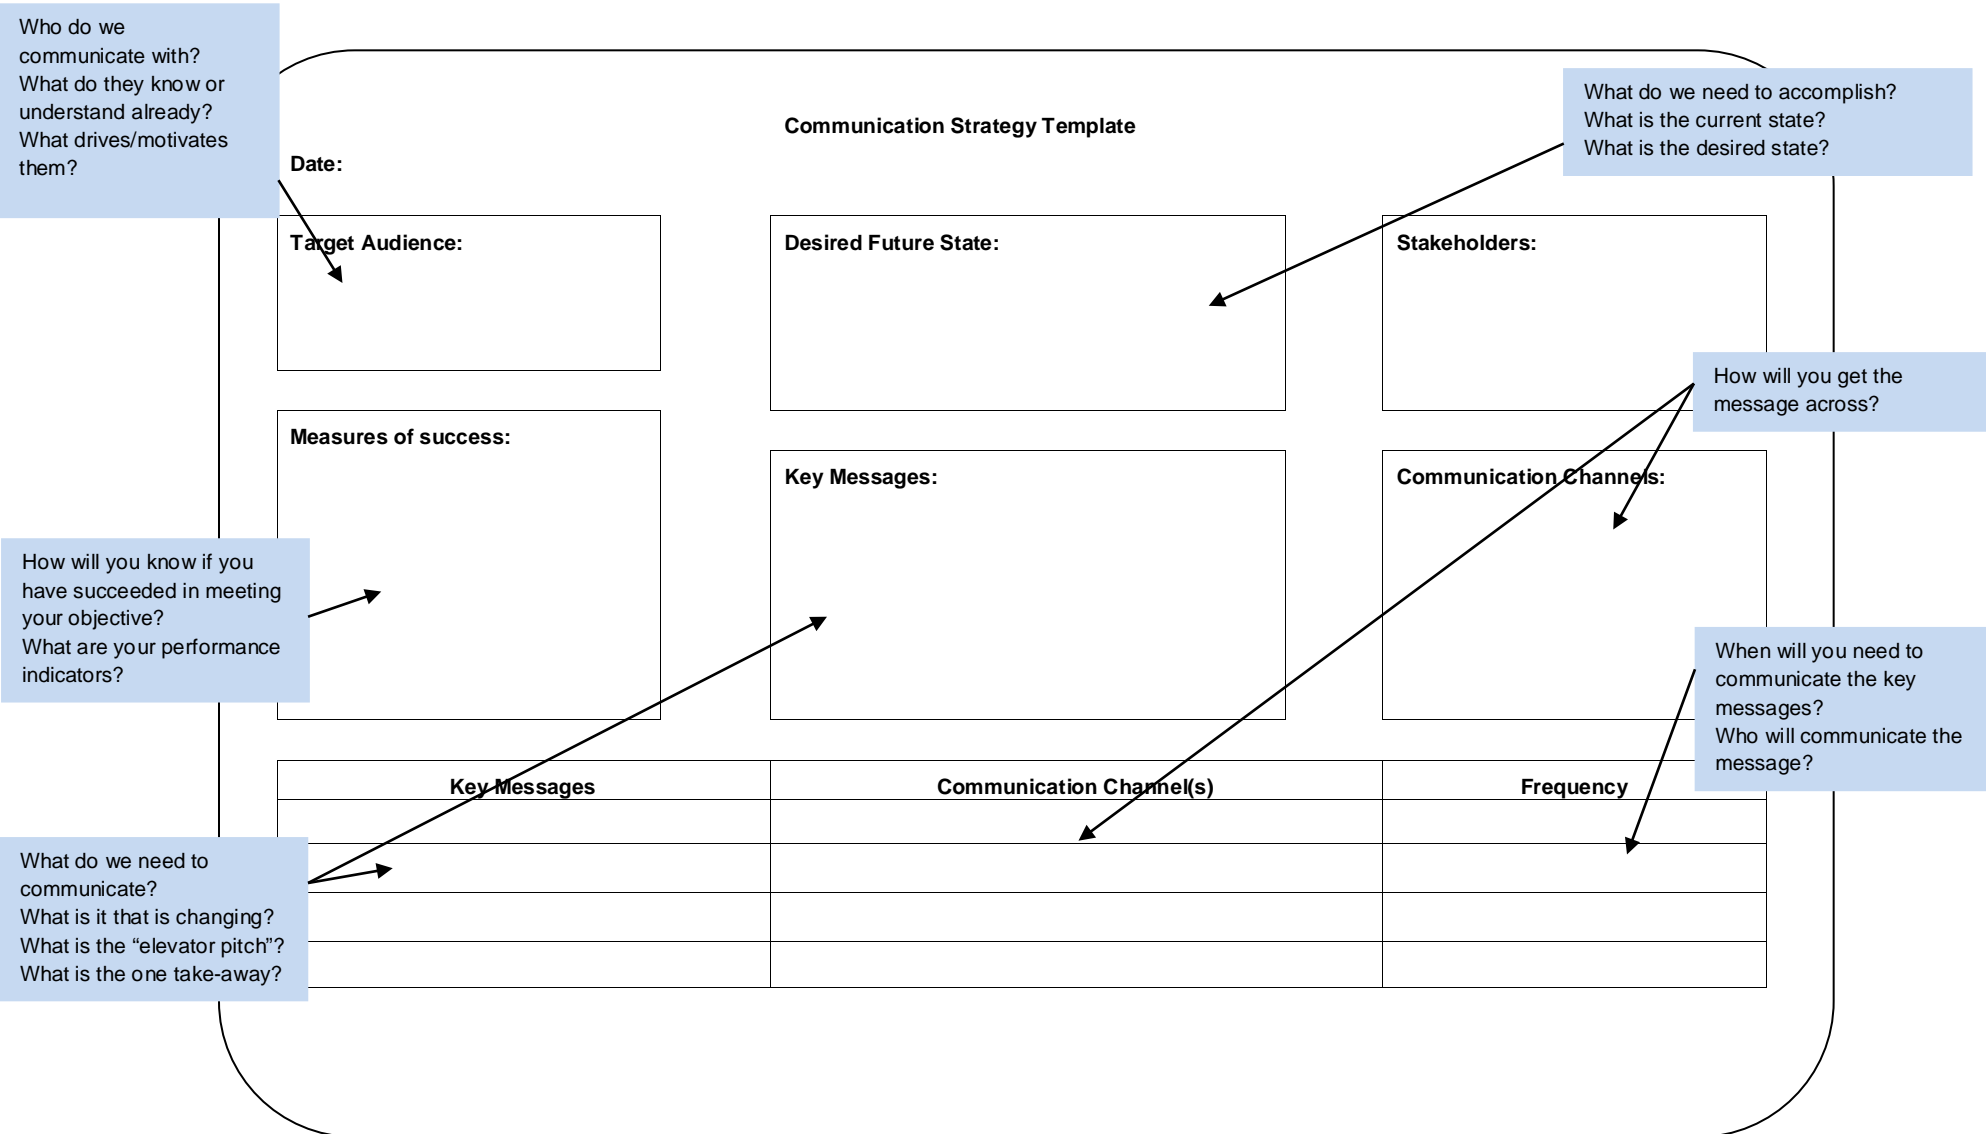 Who do we
communicate with?
What do they know or
understand already?
What drives/motivates
them?
What do we need to accomplish?
What is the current state?
What is the desired state?
Communication Strategy Template
Date:
Target Audience:
Desired Future State:
Stakeholders:
How will you get the
message across?
Measures of success:
Key Messages:
Communication Channels:
How will you know if you
have succeeded in meeting
your objective?
What are your performance
indicators?
When will you need to
communicate the key
messages?
Who will communicate the
message?
Key Messages
Communication Channel(s)
Frequency
What do we need to
communicate?
What is it that is changing?
What is the “elevator pitch”?
What is the one take-away?